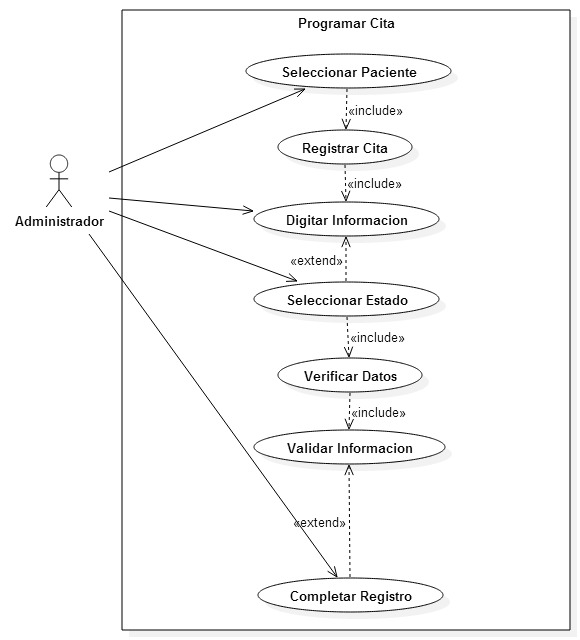 Programar Cita
Seleccionar Paciente
«include»
Registrar Cita
«include»
Administrador
Digitar Informacion
«extend»
Seleccionar Estado
«include»
Verificar Datos
«include»
Validar Informacion
«extend»
Completar Registro